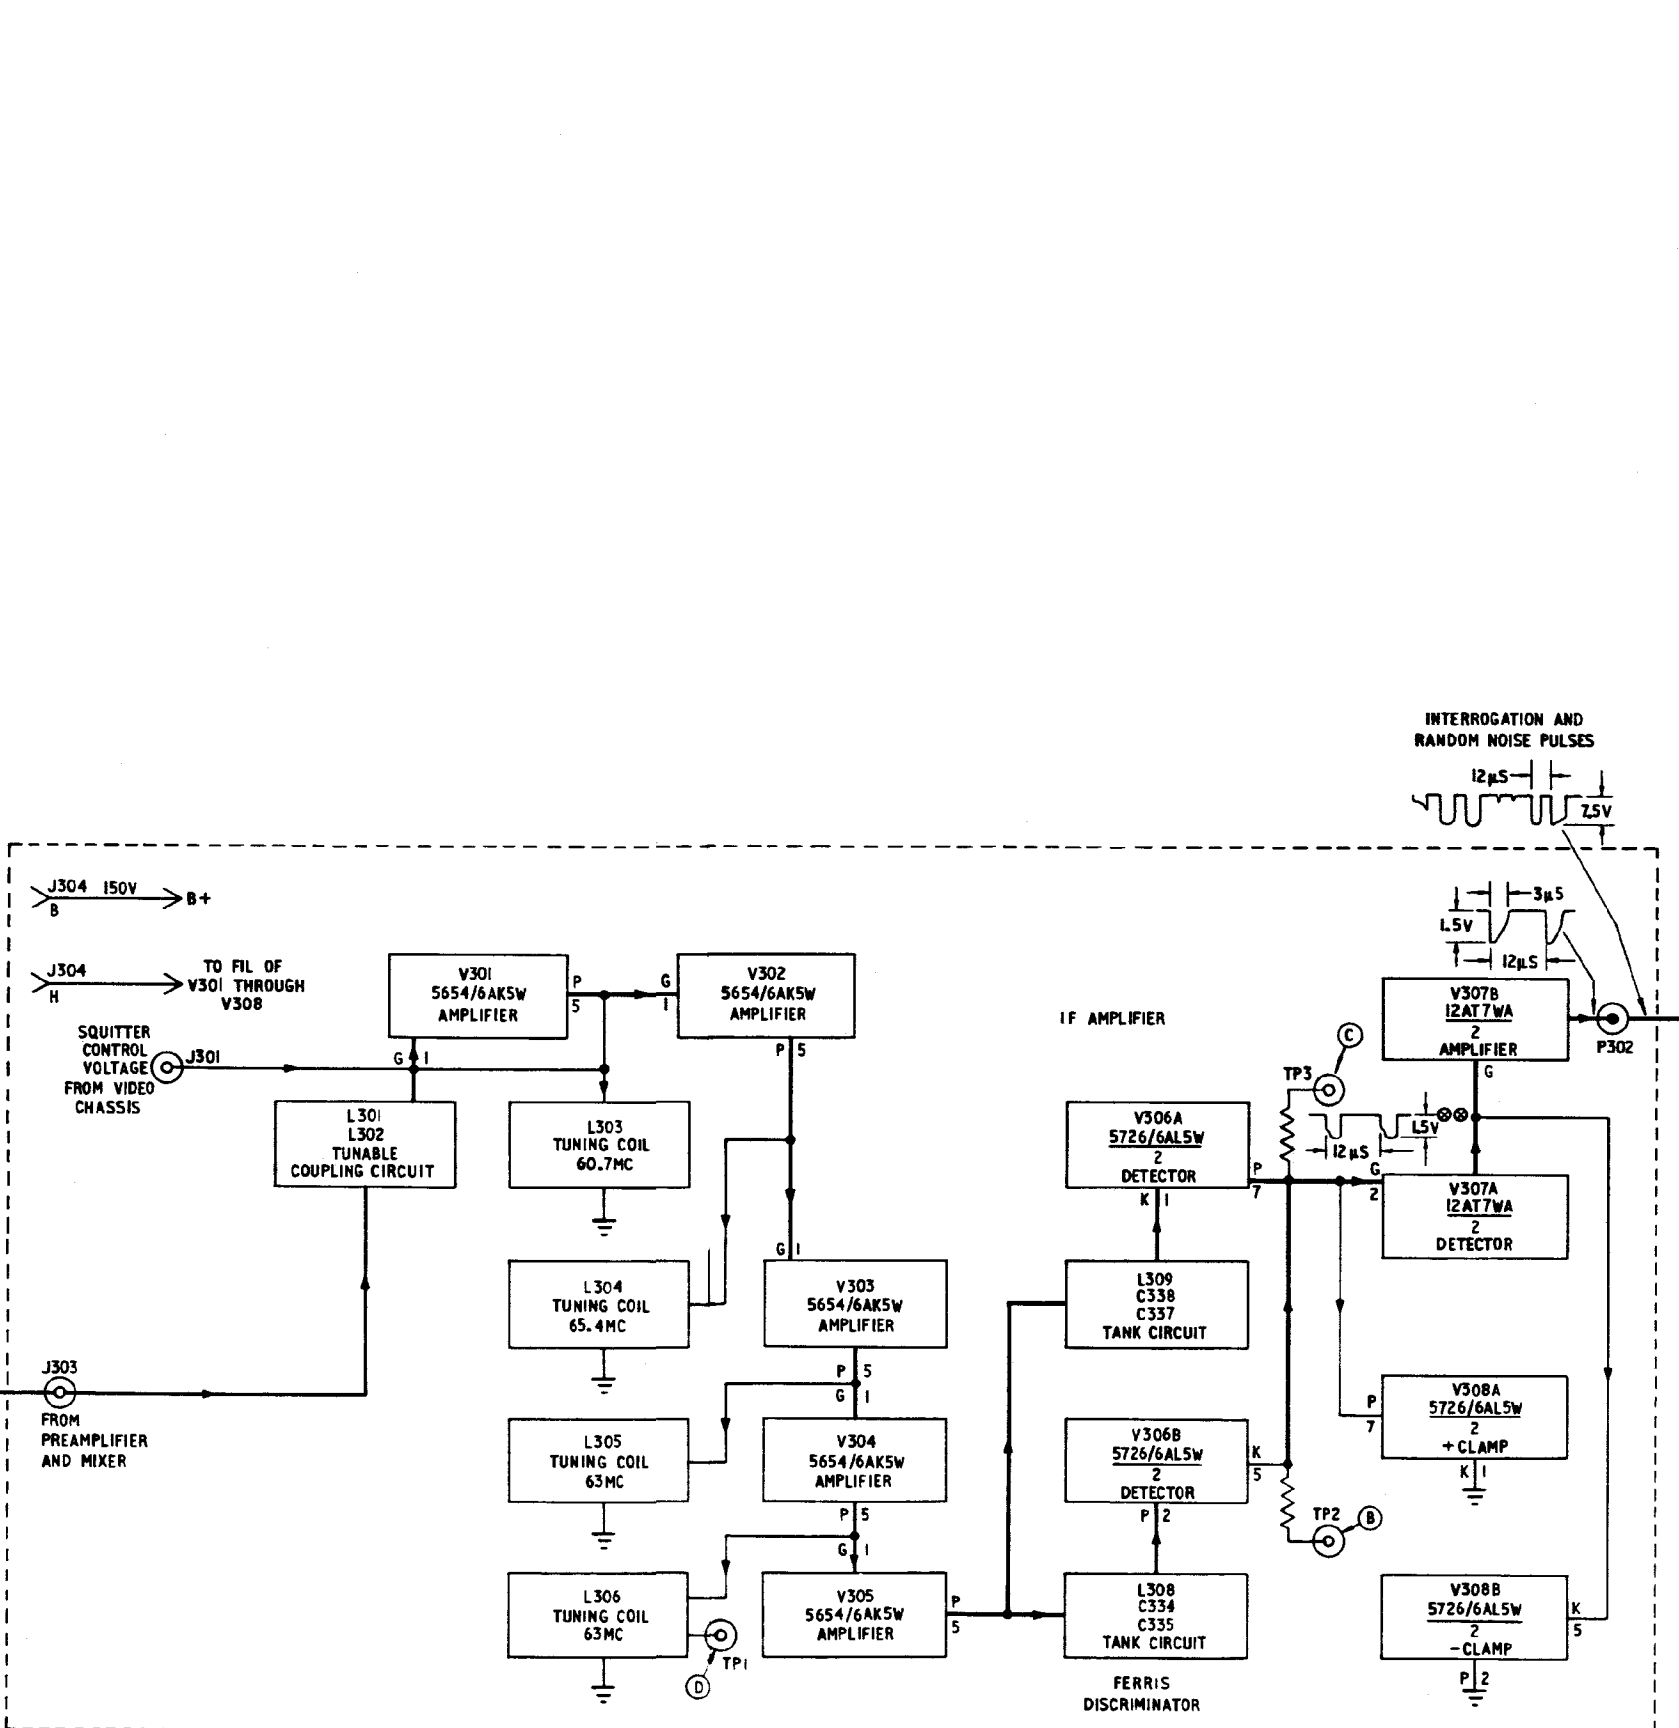 INTERROGATION AND
RANDOM NOISE PULSES
12µS
7.5V
J304 150V
B
B+
J304
H
TO FIL OF
V301 THROUGH
V308
SQUITTER
CONTROL
VOLTAGE
FROM VIDEO
CHASSIS
J301
V301
5654/6AK5W
AMPLIFIER
P
5
G 1
G
1
V302
5654/6AK5W
AMPLIFIER
P 5
IF AMPLIFIER
3µS
1.5V
12µS
V307B
12AT7WA
2
AMPLIFIER
G
P302
L301
L302
TUNABLE
COUPLING CIRCUIT
L303
TUNING COIL
60.7MC
C
TP3
1.5V
12µS
V306A
5726/6AL5W
2
DETECTOR
P
7
K 1
G
2
V307A
12AT7WA
2
DETECTOR
G 1
L304
TUNING COIL
65.4MC
V303
5654/6AK5W
AMPLIFIER
P 5
G 1
L309
C338
C337
TANK CIRCUIT
J303
FROM
PREAMPLIFIER
AND MIXER
L305
TUNING COIL
63MC
V304
5654/6AK5W
AMPLIFIER
P 5
G 1
V306B
5726/6AL5W
2
DETECTOR
K
5
P 2
P
7
V308A
5726/6AL5W
2
+CLAMP
K 1
TP2
B
L306
TUNING COIL
63MC
TP1
D
V305
5654/6AK5W
AMPLIFIER
P
5
L308
C334
C335
TANK CIRCUIT
FERRIS
DISCRIMINATOR
V308B
5726/6AL5W
2
-CLAMP
K
5
P 2